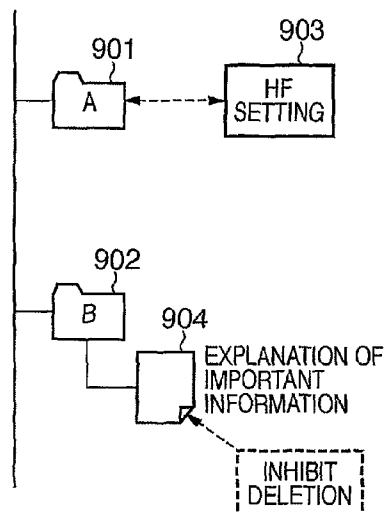 901
903
A
HF
SETTING
902
B
904
EXPLANATION OF
IMPORTANT
INFORMATION
INHIBIT
DELETION